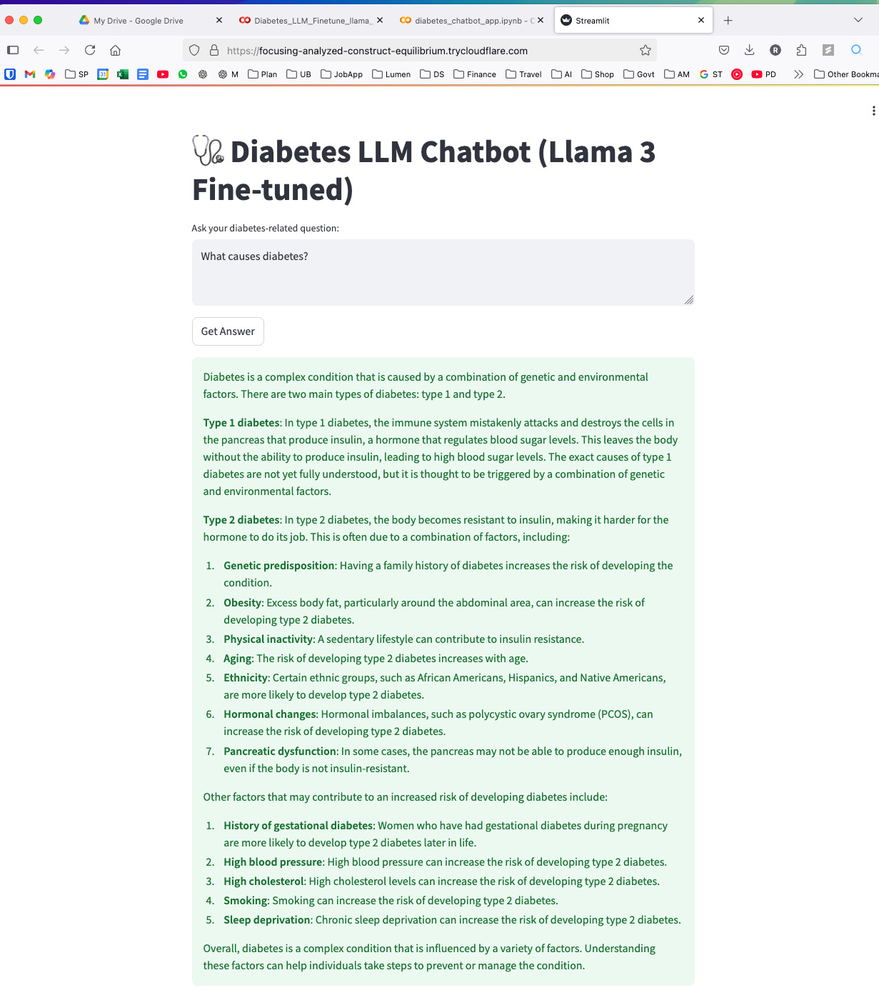 My Drive - Google Drive
Diabetes_LLM_Finetune_llama_
diabetes_chatbot_app.ipynb - C
Streamlit
https://focusing-analyzed-construct-equilibrium.trycloudflare.com
R
31 SP M Plan UB JobApp Lumen DS Finance Travel AI Shop Govt AM ST PD Other Bookma
Diabetes LLM Chatbot (Llama 3
Fine-tuned)
Ask your diabetes-related question:
What causes diabetes?
Get Answer
Diabetes is a complex condition that is caused by a combination of genetic and environmental
factors. There are two main types of diabetes: type 1 and type 2.
Type 1 diabetes: In type 1 diabetes, the immune system mistakenly attacks and destroys the cells in
the pancreas that produce insulin, a hormone that regulates blood sugar levels. This leaves the body
without the ability to produce insulin, leading to high blood sugar levels. The exact causes of type 1
diabetes are not yet fully understood, but it is thought to be triggered by a combination of genetic
and environmental factors.
Type 2 diabetes: In type 2 diabetes, the body becomes resistant to insulin, making it harder for the
hormone to do its job. This is often due to a combination of factors, including:
1. Genetic predisposition: Having a family history of diabetes increases the risk of developing the
condition.
2. Obesity: Excess body fat, particularly around the abdominal area, can increase the risk of
developing type 2 diabetes.
3. Physical inactivity: A sedentary lifestyle can contribute to insulin resistance.
4. Aging: The risk of developing type 2 diabetes increases with age.
5. Ethnicity: Certain ethnic groups, such as African Americans, Hispanics, and Native Americans,
are more likely to develop type 2 diabetes.
6. Hormonal changes: Hormonal imbalances, such as polycystic ovary syndrome (PCOS), can
increase the risk of developing type 2 diabetes.
7. Pancreatic dysfunction: In some cases, the pancreas may not be able to produce enough insulin,
even if the body is not insulin-resistant.
Other factors that may contribute to an increased risk of developing diabetes include:
1. History of gestational diabetes: Women who have had gestational diabetes during pregnancy
are more likely to develop type 2 diabetes later in life.
2. High blood pressure: High blood pressure can increase the risk of developing type 2 diabetes.
3. High cholesterol: High cholesterol levels can increase the risk of developing type 2 diabetes.
4. Smoking: Smoking can increase the risk of developing type 2 diabetes.
5. Sleep deprivation: Chronic sleep deprivation can increase the risk of developing type 2 diabetes.
Overall, diabetes is a complex condition that is influenced by a variety of factors. Understanding
these factors can help individuals take steps to prevent or manage the condition.